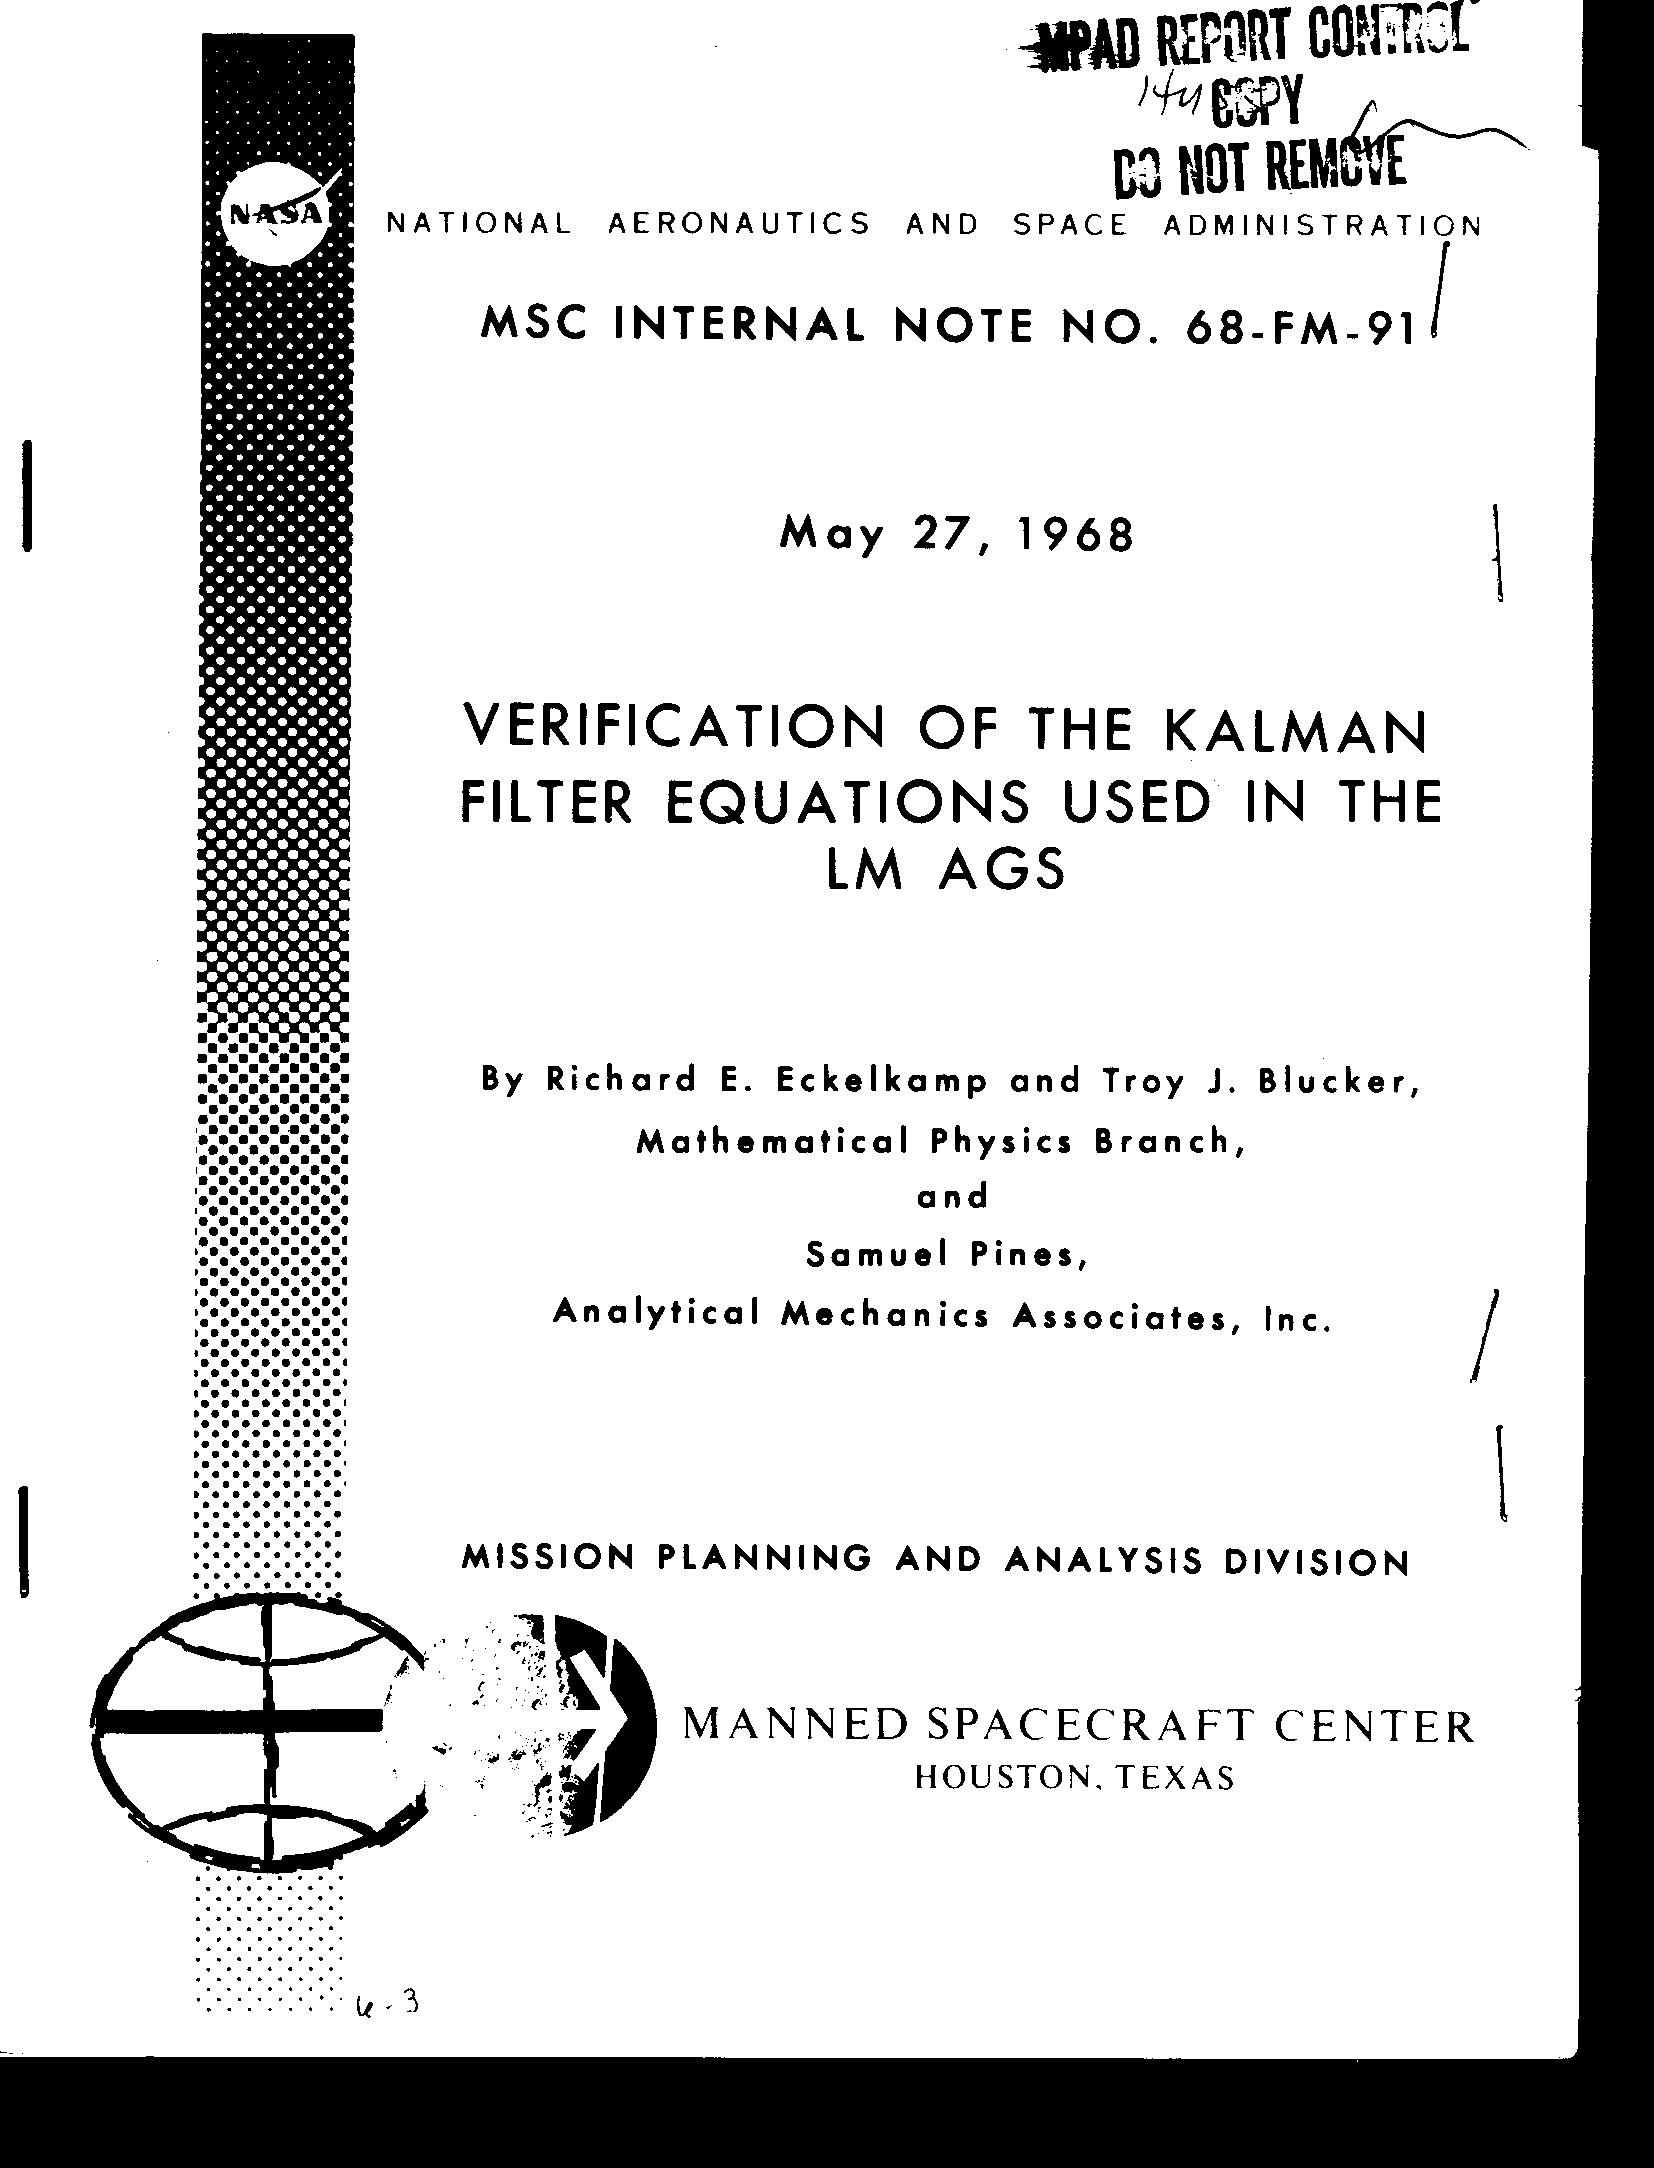 MPAD REPORT CONTROL
COPY
DO NOT REMOVE
NASA
NATIONAL AERONAUTICS AND SPACE ADMINISTRATION
MSC INTERNAL NOTE NO. 68-FM-91
May 27, 1968
VERIFICATION OF THE KALMAN
FILTER EQUATIONS USED IN THE
LM AGS
By Richard E. Eckelkamp and Troy J. Blucker,
Mathematical Physics Branch,
and
Samuel Pines,
Analytical Mechanics Associates, Inc.
MISSION PLANNING AND ANALYSIS DIVISION
MANNED SPACECRAFT CENTER
HOUSTON, TEXAS